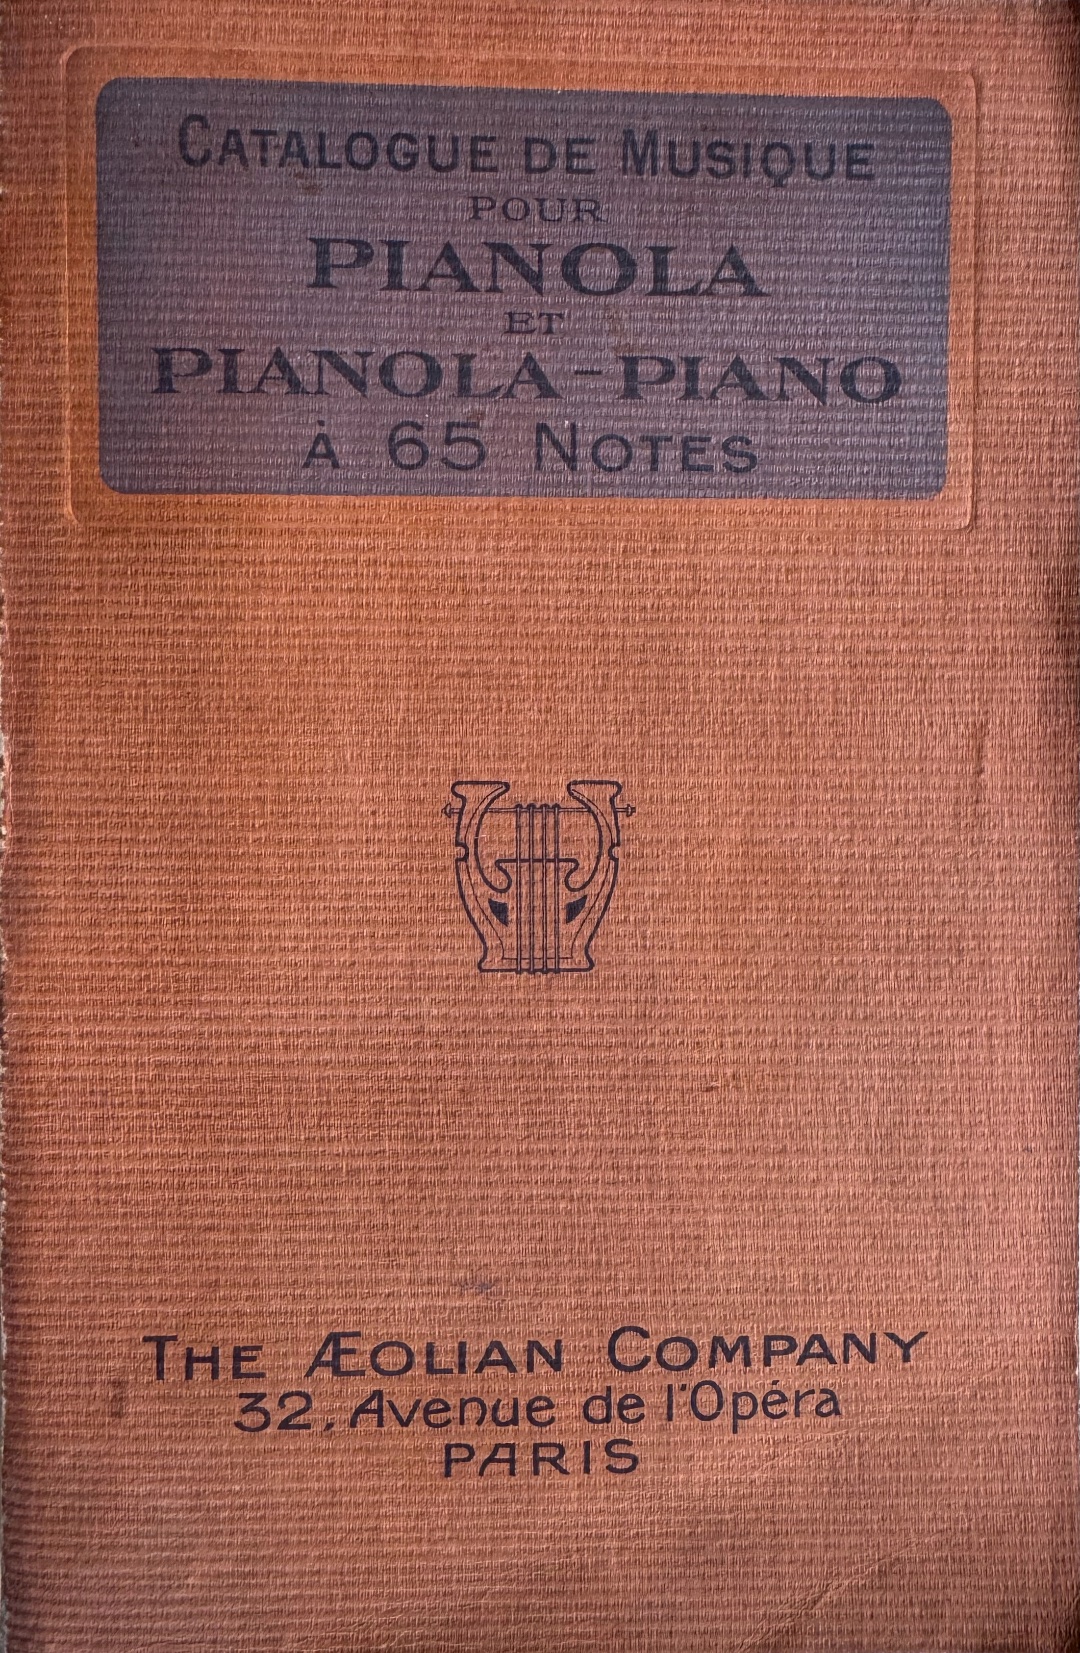 CATALOGUE DE MUSIQUE
POUR
PIANOLA
ET
PIANOLA-PIANO
À 65 NOTES
THE ÆOLIAN COMPANY
32, Avenue de l'Opéra
PARIS